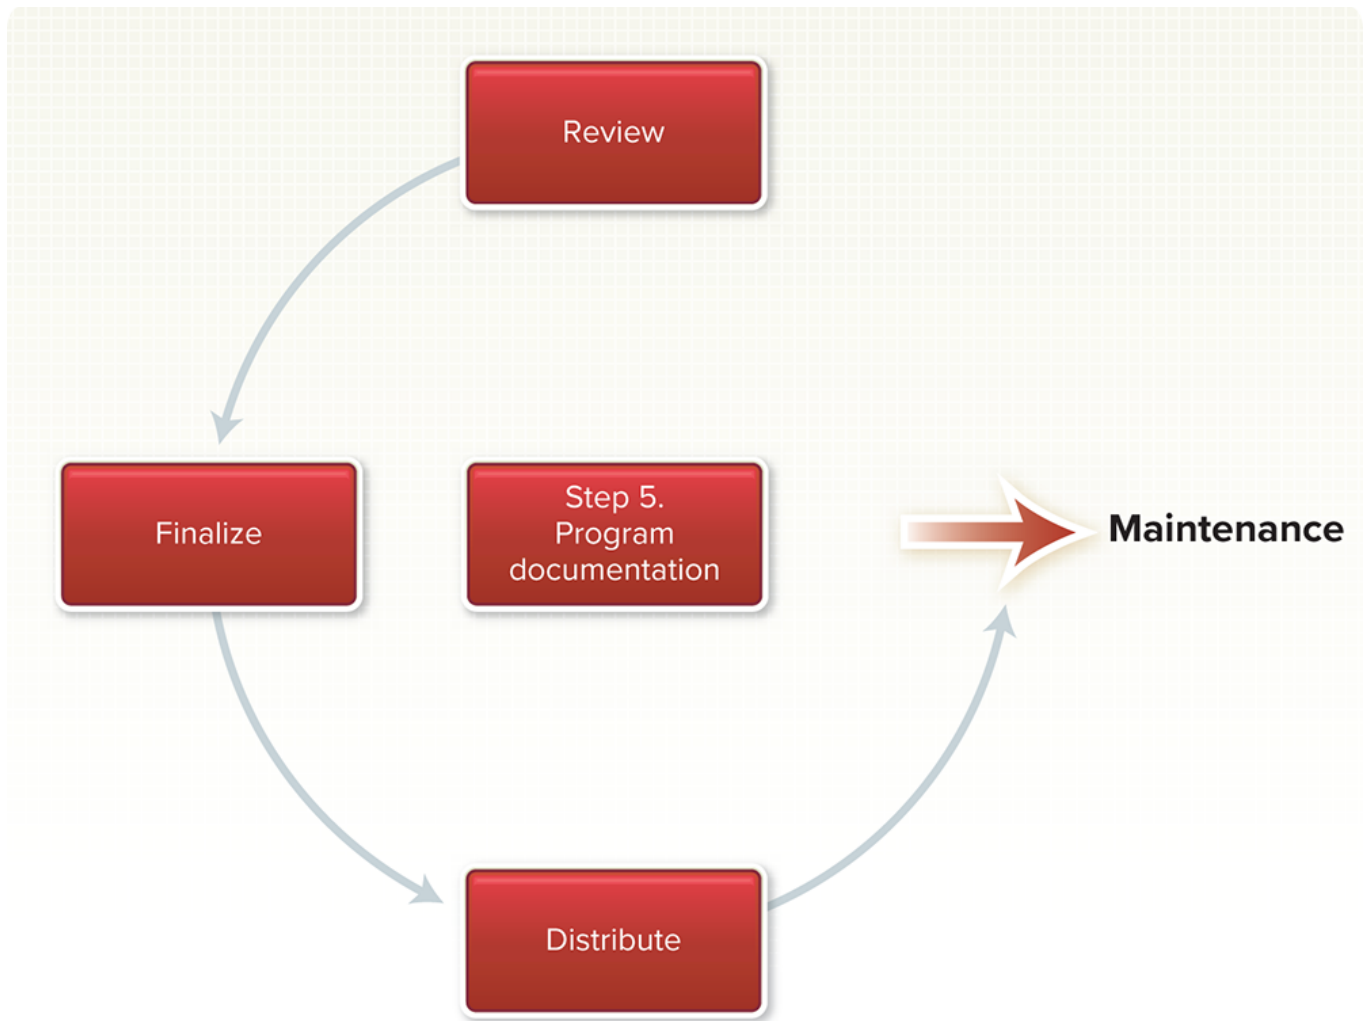 Review
Finalize
Step 5.
Program
documentation
Maintenance
Distribute